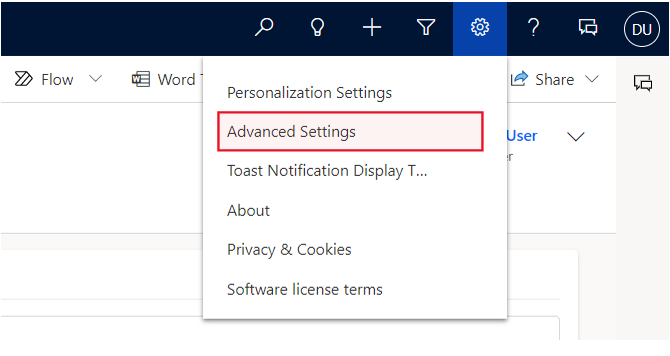 DU
Flow
Word T
Share
Personalization Settings
Advanced Settings
User
er
Toast Notification Display T...
About
Privacy & Cookies
Software license terms